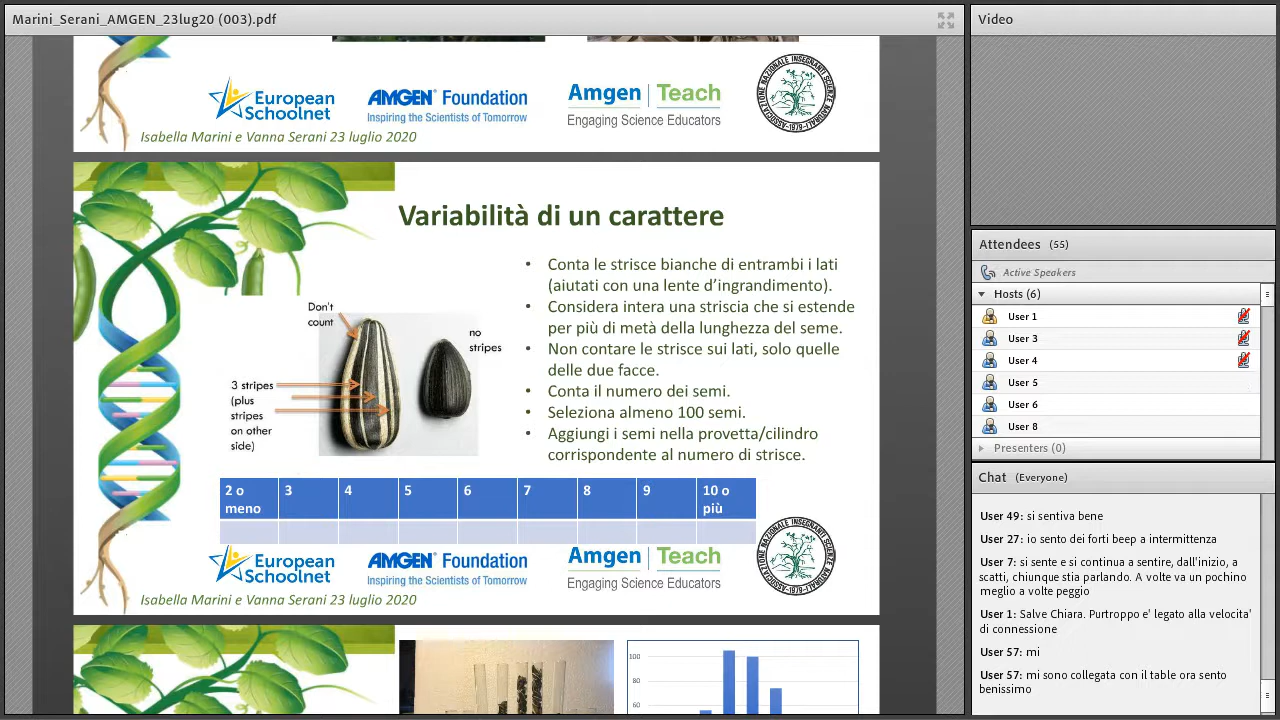 Marini_Serani_AMGEN_23lug20 (003).pdf
European
Schoolnet
AMGEN® Foundation
Inspiring the Scientists of Tomorrow
Amgen | Teach
Engaging Science Educators
ASSOCIAZIONE NAZIONALE INSEGNANTI SCIENZE NATURALI
Isabella Marini e Vanna Serani 23 luglio 2020
Variabilità di un carattere
• Conta le strisce bianche di entrambi i lati
(aiutati con una lente d'ingrandimento).
• Considera intera una striscia che si estende
per più di metà della lunghezza del seme.
• Non contare le strisce sui lati, solo quelle
delle due facce.
• Conta il numero dei semi.
• Seleziona almeno 100 semi.
• Aggiungi i semi nella provetta/cilindro
corrispondente al numero di strisce.
Don't
count
no
stripes
3 stripes
(plus
stripes
on other
side)
2 o meno 3 4 5 6 7 8 9 10 o più
European
Schoolnet
AMGEN® Foundation
Inspiring the Scientists of Tomorrow
Amgen | Teach
Engaging Science Educators
ASSOCIAZIONE NAZIONALE INSEGNANTI SCIENZE NATURALI
Isabella Marini e Vanna Serani 23 luglio 2020
100
80
60
Video
Attendees (55)
Active Speakers
Hosts (6)
User 1
User 3
User 4
User 5
User 6
User 8
Presenters (0)
Chat (Everyone)
User 49: si sentiva bene
User 27: io sento dei forti beep a intermittenza
User 7: si sente e si continua a sentire, dall'inizio, a
scatti, chiunque stia parlando. A volte va un pochino
meglio a volte peggio
User 1: Salve Chiara. Purtroppo e' legato alla velocita'
di connessione
User 57: mi
User 57: mi sono collegata con il table ora sento
benissimo